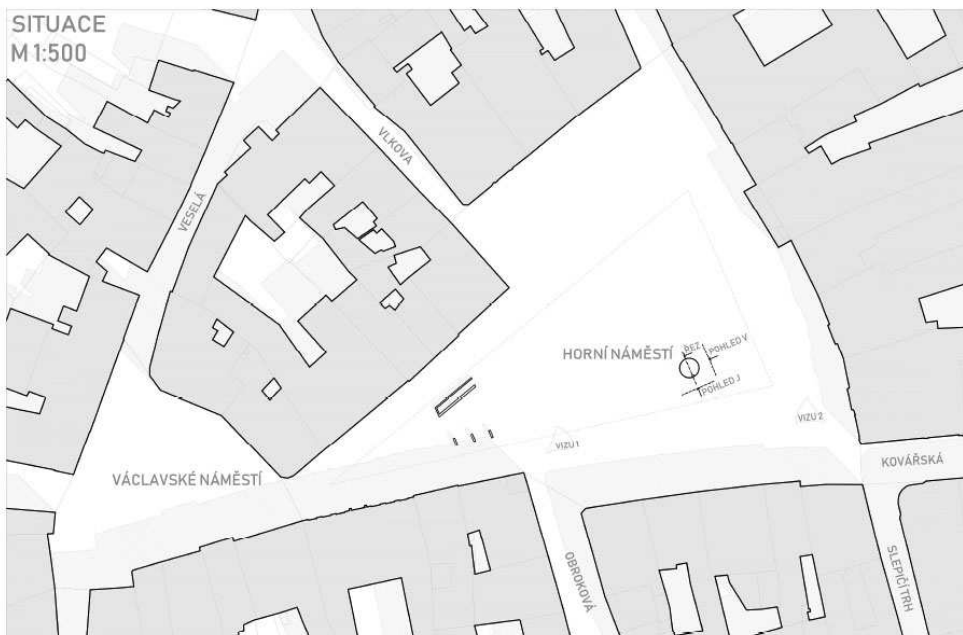 SITUACE
M 1:500
VLKOVA
VESELÁ
HORNÍ NÁMĚSTÍ
ŘEZ
POHLED V
POHLED J
VIZU 1
VIZU 2
VÁCLAVSKÉ NÁMĚSTÍ
KOVÁŘSKÁ
OBROKOVÁ
SLEPIČÍ TRH